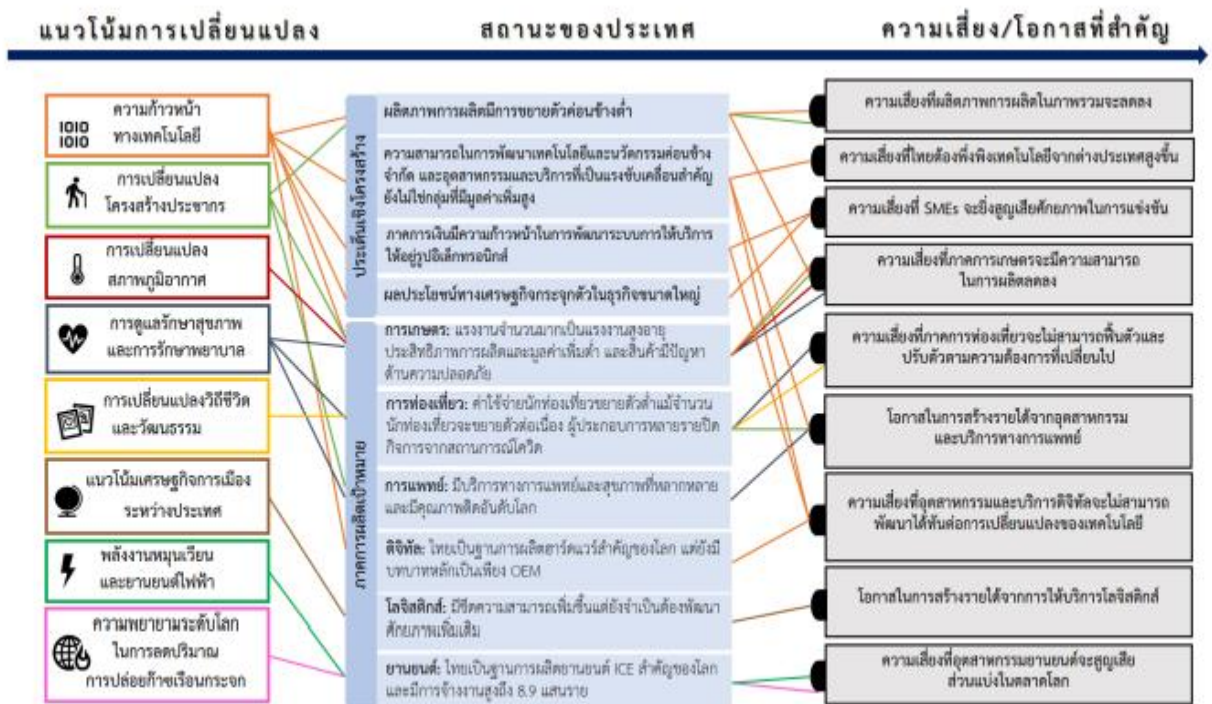 แนวโน้มการเปลี่ยนแปลง
สถานะของประเทศ
ความเสี่ยง/โอกาสที่สำคัญ
1010
1010
ความก้าวหน้า
ทางเทคโนโลยี
การเปลี่ยนแปลง
โครงสร้างประชากร
การเปลี่ยนแปลง
สภาพภูมิอากาศ
การดูแลรักษาสุขภาพ
และการรักษาพยาบาล
การเปลี่ยนแปลงวิถีชีวิต
และวัฒนธรรม
แนวโน้มเศรษฐกิจการเมือง
ระหว่างประเทศ
พลังงานหมุนเวียน
และยานยนต์ไฟฟ้า
ความพยายามระดับโลก
ในการลดปริมาณ
การปล่อยก๊าซเรือนกระจก
ประเด็นเชิงโครงสร้าง
ผลิตภาพการผลิตมีการขยายตัวค่อนข้างต่ำ
ความสามารถในการพัฒนาเทคโนโลยีและนวัตกรรมค่อนข้าง
จำกัด และอุตสาหกรรมและบริการที่เป็นแรงขับเคลื่อนสำคัญ
ยังไม่ใช่กลุ่มที่มีมูลค่าเพิ่มสูง
ภาคการเงินมีความก้าวหน้าในการพัฒนาระบบการให้บริการ
ให้อยู่รูปอิเล็กทรอนิกส์
ผลประโยชน์ทางเศรษฐกิจกระจุกตัวในธุรกิจขนาดใหญ่
ภาคการผลิตเป้าหมาย
การเกษตร: แรงงานจำนวนมากเป็นแรงงานสูงอายุ
ประสิทธิภาพการผลิตและมูลค่าเพิ่มต่ำ และสินค้ามีปัญหา
ด้านความปลอดภัย
การท่องเที่ยว: ค่าใช้จ่ายนักท่องเที่ยวขยายตัวต่ำแม้จำนวน
นักท่องเที่ยวจะขยายตัวต่อเนื่อง ผู้ประกอบการหลายรายปิด
กิจการจากสถานการณ์โควิด
การแพทย์: มีบริการทางการแพทย์และสุขภาพที่หลากหลาย
และมีคุณภาพติดอันดับโลก
ดิจิทัล: ไทยเป็นฐานการผลิตฮาร์ดแวร์สำคัญของโลก แต่ยังมี
บทบาทหลักเป็นเพียง OEM
โลจิสติกส์: มีขีดความสามารถเพิ่มขึ้นแต่ยังจำเป็นต้องพัฒนา
ศักยภาพเพิ่มเติม
ยานยนต์: ไทยเป็นฐานการผลิตยานยนต์ ICE สำคัญของโลก
และมีการจ้างงานสูงถึง 8.9 แสนราย
ความเสี่ยงที่ผลิตภาพการผลิตในภาพรวมจะลดลง
ความเสี่ยงที่ไทยต้องพึ่งพิงเทคโนโลยีจากต่างประเทศสูงขึ้น
ความเสี่ยงที่ SMEs จะยิ่งสูญเสียศักยภาพในการแข่งขัน
ความเสี่ยงที่ภาคการเกษตรจะมีความสามารถ
ในการผลิตลดลง
ความเสี่ยงที่ภาคการท่องเที่ยวจะไม่สามารถฟื้นตัวและ
ปรับตัวตามความต้องการที่เปลี่ยนไป
โอกาสในการสร้างรายได้จากอุตสาหกรรม
และบริการทางการแพทย์
ความเสี่ยงที่อุตสาหกรรมและบริการดิจิทัลจะไม่สามารถ
พัฒนาได้ทันต่อการเปลี่ยนแปลงของเทคโนโลยี
โอกาสในการสร้างรายได้จากการให้บริการโลจิสติกส์
ความเสี่ยงที่อุตสาหกรรมยานยนต์จะสูญเสีย
ส่วนแบ่งในตลาดโลก